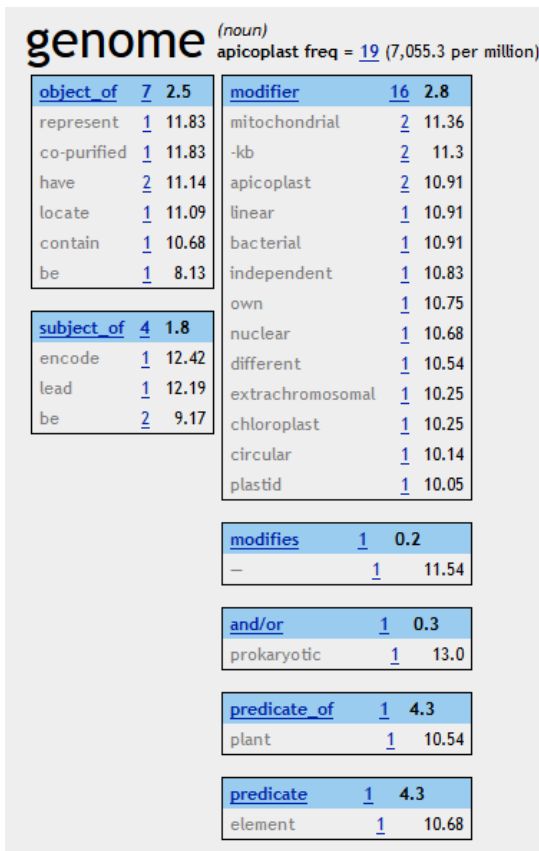 genome (noun)
apicoplast freq = 19 (7,055.3 per million)
object_of 7 2.5
represent 1 11.83
co-purified 1 11.83
have 2 11.14
locate 1 11.09
contain 1 10.68
be 1 8.13
subject_of 4 1.8
encode 1 12.42
lead 1 12.19
be 2 9.17
modifier 16 2.8
mitochondrial 2 11.36
-kb 2 11.3
apicoplast 2 10.91
linear 1 10.91
bacterial 1 10.91
independent 1 10.83
own 1 10.75
nuclear 1 10.68
different 1 10.54
extrachromosomal 1 10.25
chloroplast 1 10.25
circular 1 10.14
plastid 1 10.05
modifies 1 0.2
— 1 11.54
and/or 1 0.3
prokaryotic 1 13.0
predicate_of 1 4.3
plant 1 10.54
predicate 1 4.3
element 1 10.68